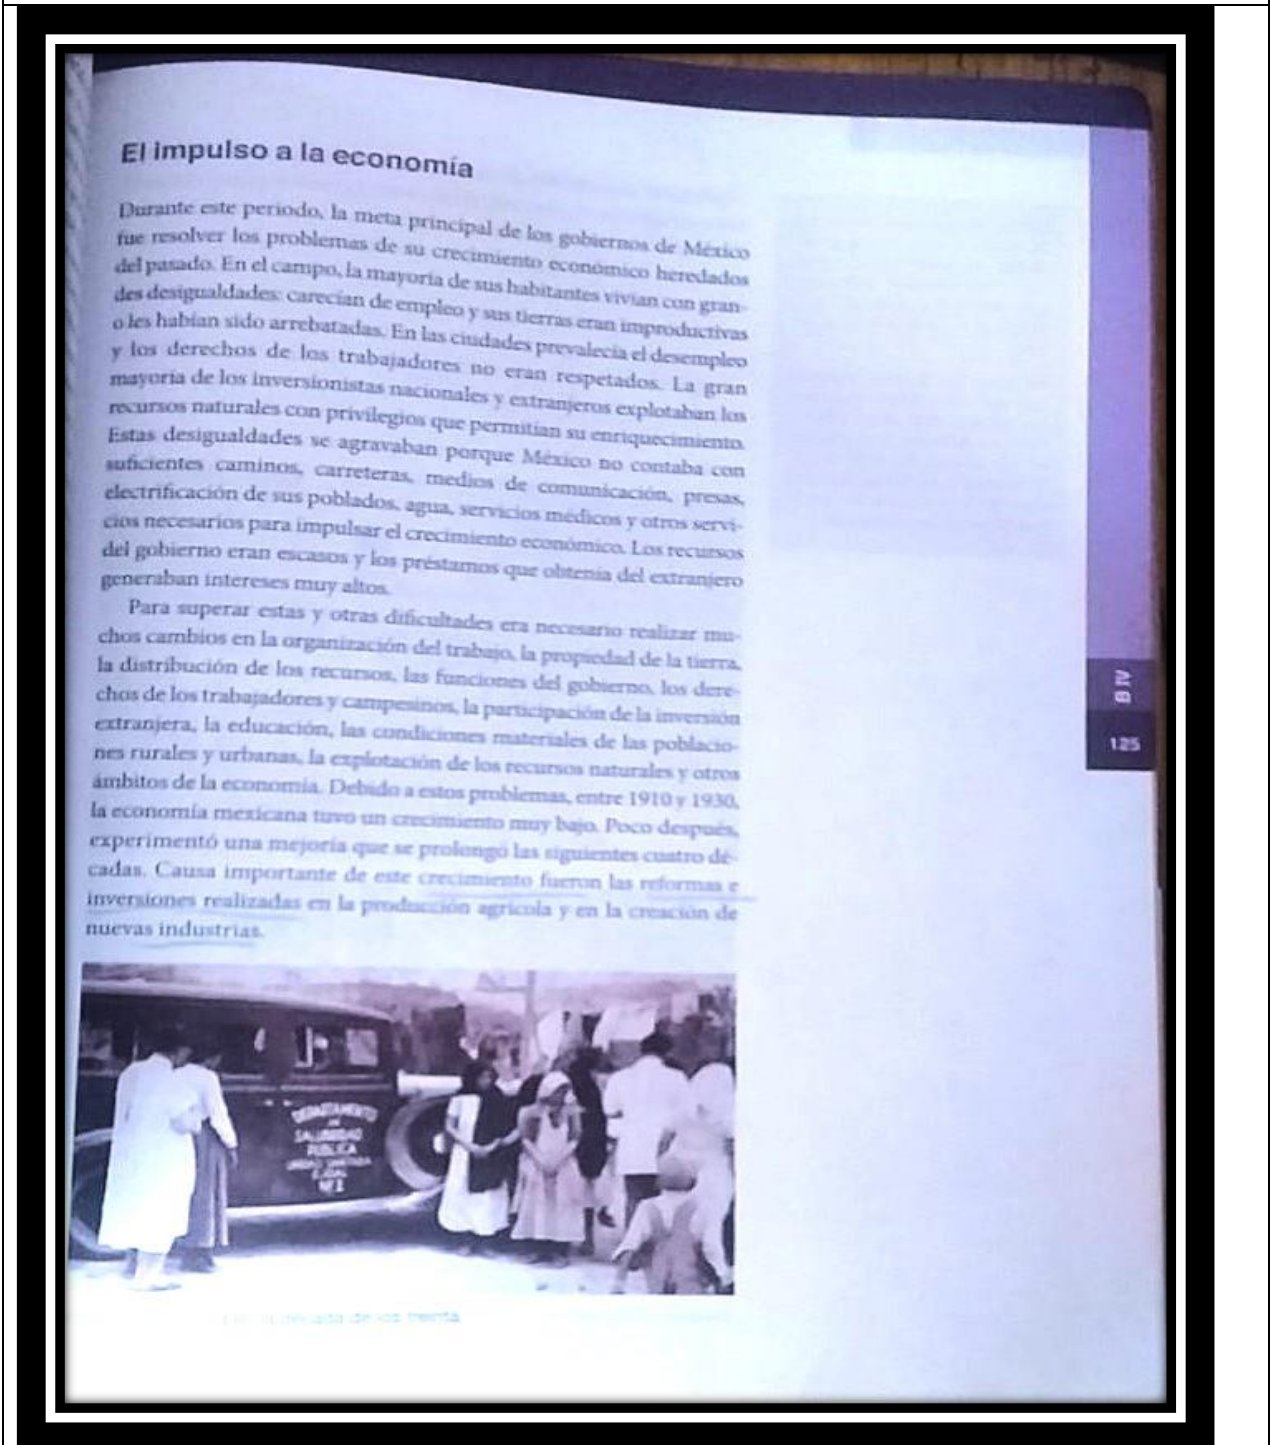 El impulso a la economía
Durante este periodo, la meta principal de los gobiernos de México
fue resolver los problemas de su crecimiento económico heredados
del pasado. En el campo, la mayoría de sus habitantes vivían con gran-
des desigualdades: carecían de empleo y sus tierras eran improductivas
o les habían sido arrebatadas. En las ciudades prevalecía el desempleo
y los derechos de los trabajadores no eran respetados. La gran
mayoría de los inversionistas nacionales y extranjeros explotaban los
recursos naturales con privilegios que permitían su enriquecimiento.
Estas desigualdades se agravaban porque México no contaba con
suficientes caminos, carreteras, medios de comunicación, presas,
electrificación de sus poblados, agua, servicios médicos y otros servi-
cios necesarios para impulsar el crecimiento económico. Los recursos
del gobierno eran escasos y los préstamos que obtenía del extranjero
generaban intereses muy altos.
Para superar estas y otras dificultades era necesario realizar mu-
chos cambios en la organización del trabajo, la propiedad de la tierra,
la distribución de los recursos, las funciones del gobierno, los dere-
chos de los trabajadores y campesinos, la participación de la inversión
extranjera, la educación, las condiciones materiales de las poblacio-
nes rurales y urbanas, la explotación de los recursos naturales y otros
ámbitos de la economía. Debido a estos problemas, entre 1910 y 1930,
la economía mexicana tuvo un crecimiento muy bajo. Poco después,
experimentó una mejoría que se prolongó las siguientes cuatro dé-
cadas. Causa importante de este crecimiento fueron las reformas e
inversiones realizadas en la producción agrícola y en la creación de
nuevas industrias.
DEPARTAMENTO
DE
SALUBRIDAD
PUBLICA
Nº 1
década de los treinta
B IV
125